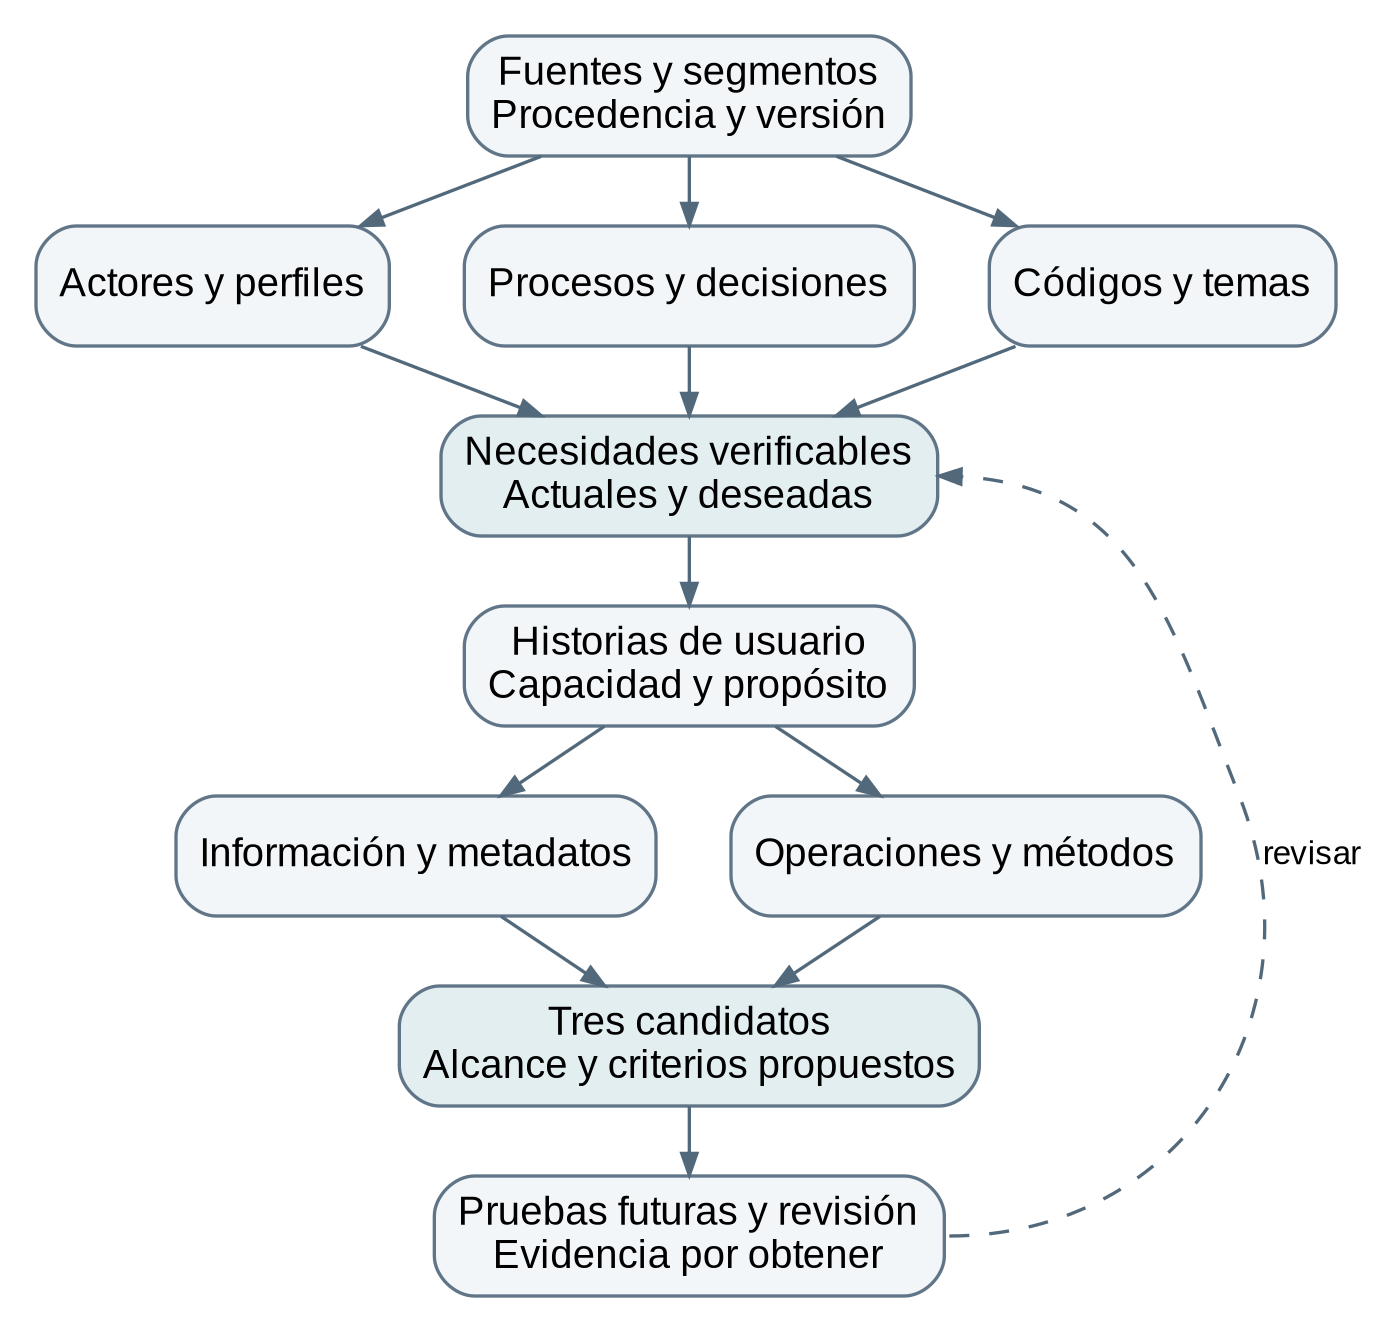 Fuentes y segmentos
Procedencia y versión
Actores y perfiles
Procesos y decisiones
Códigos y temas
Necesidades verificables
Actuales y deseadas
Historias de usuario
Capacidad y propósito
Información y metadatos
Operaciones y métodos
revisar
Tres candidatos
Alcance y criterios propuestos
Pruebas futuras y revisión
Evidencia por obtener